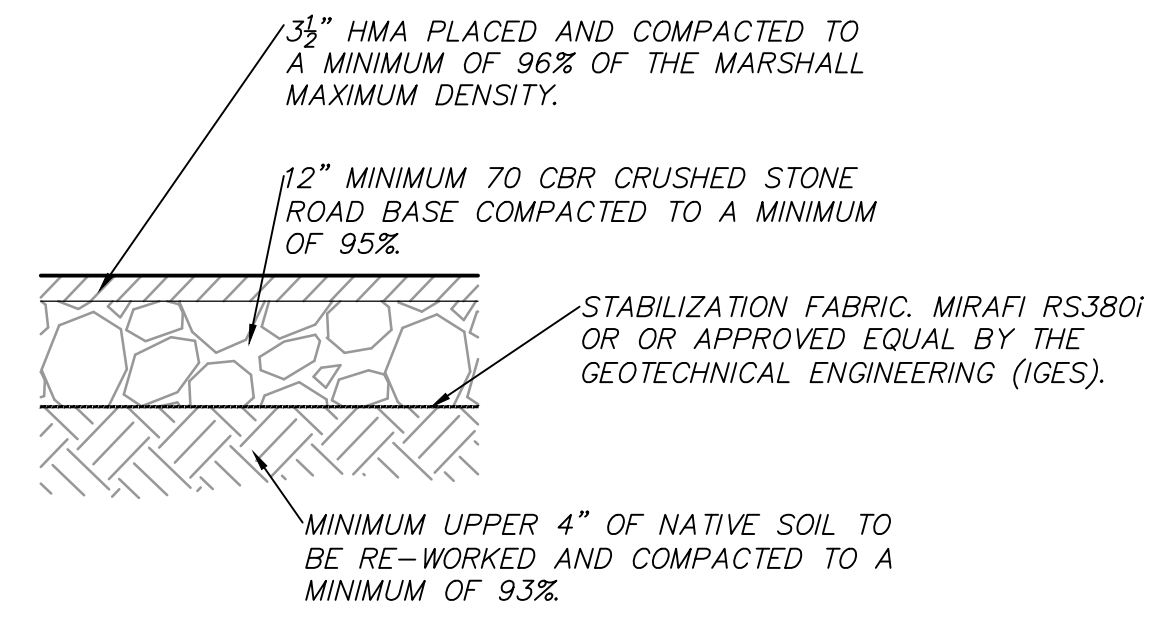 3½” HMA PLACED AND COMPACTED TO
A MINIMUM OF 96% OF THE MARSHALL
MAXIMUM DENSITY.
12” MINIMUM 70 CBR CRUSHED STONE
ROAD BASE COMPACTED TO A MINIMUM
OF 95%.
STABILIZATION FABRIC. MIRAFI RS380i
OR OR APPROVED EQUAL BY THE
GEOTECHNICAL ENGINEERING (IGES).
MINIMUM UPPER 4” OF NATIVE SOIL TO
BE RE-WORKED AND COMPACTED TO A
MINIMUM OF 93%.